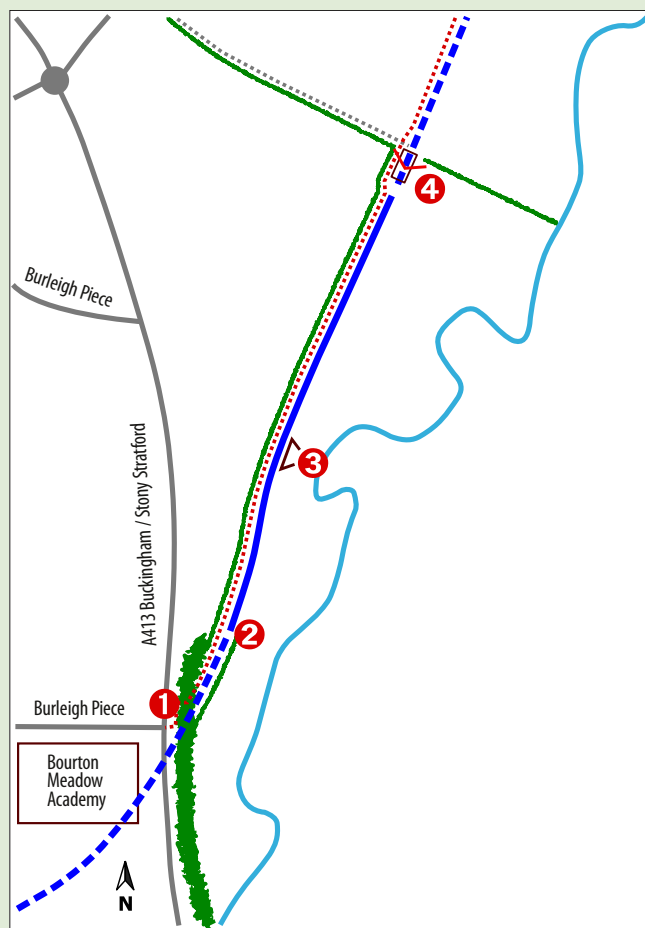 4
Burleigh Piece
3
A413 Buckingham / Stony Stratford
2
1
Burleigh Piece
Bourton
Meadow
Academy
N